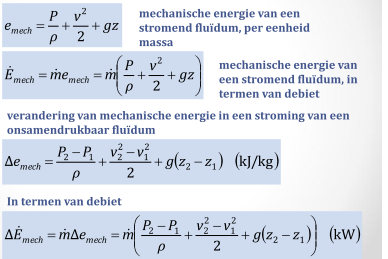 e_mech = P/ρ + v²/2 + gz
mechanische energie van een
stromend fluïdum, per eenheid
massa
Ė_mech = ṁe_mech = ṁ(P/ρ + v²/2 + gz)
mechanische energie van
een stromend fluïdum, in
termen van debiet
verandering van mechanische energie in een stroming van een
onsamendrukbaar fluïdum
Δe_mech = (P₂ − P₁)/ρ + (v₂² − v₁²)/2 + g(z₂ − z₁) (kJ/kg)
In termen van debiet
ΔĖ_mech = ṁΔe_mech = ṁ((P₂ − P₁)/ρ + (v₂² − v₁²)/2 + g(z₂ − z₁)) (kW)